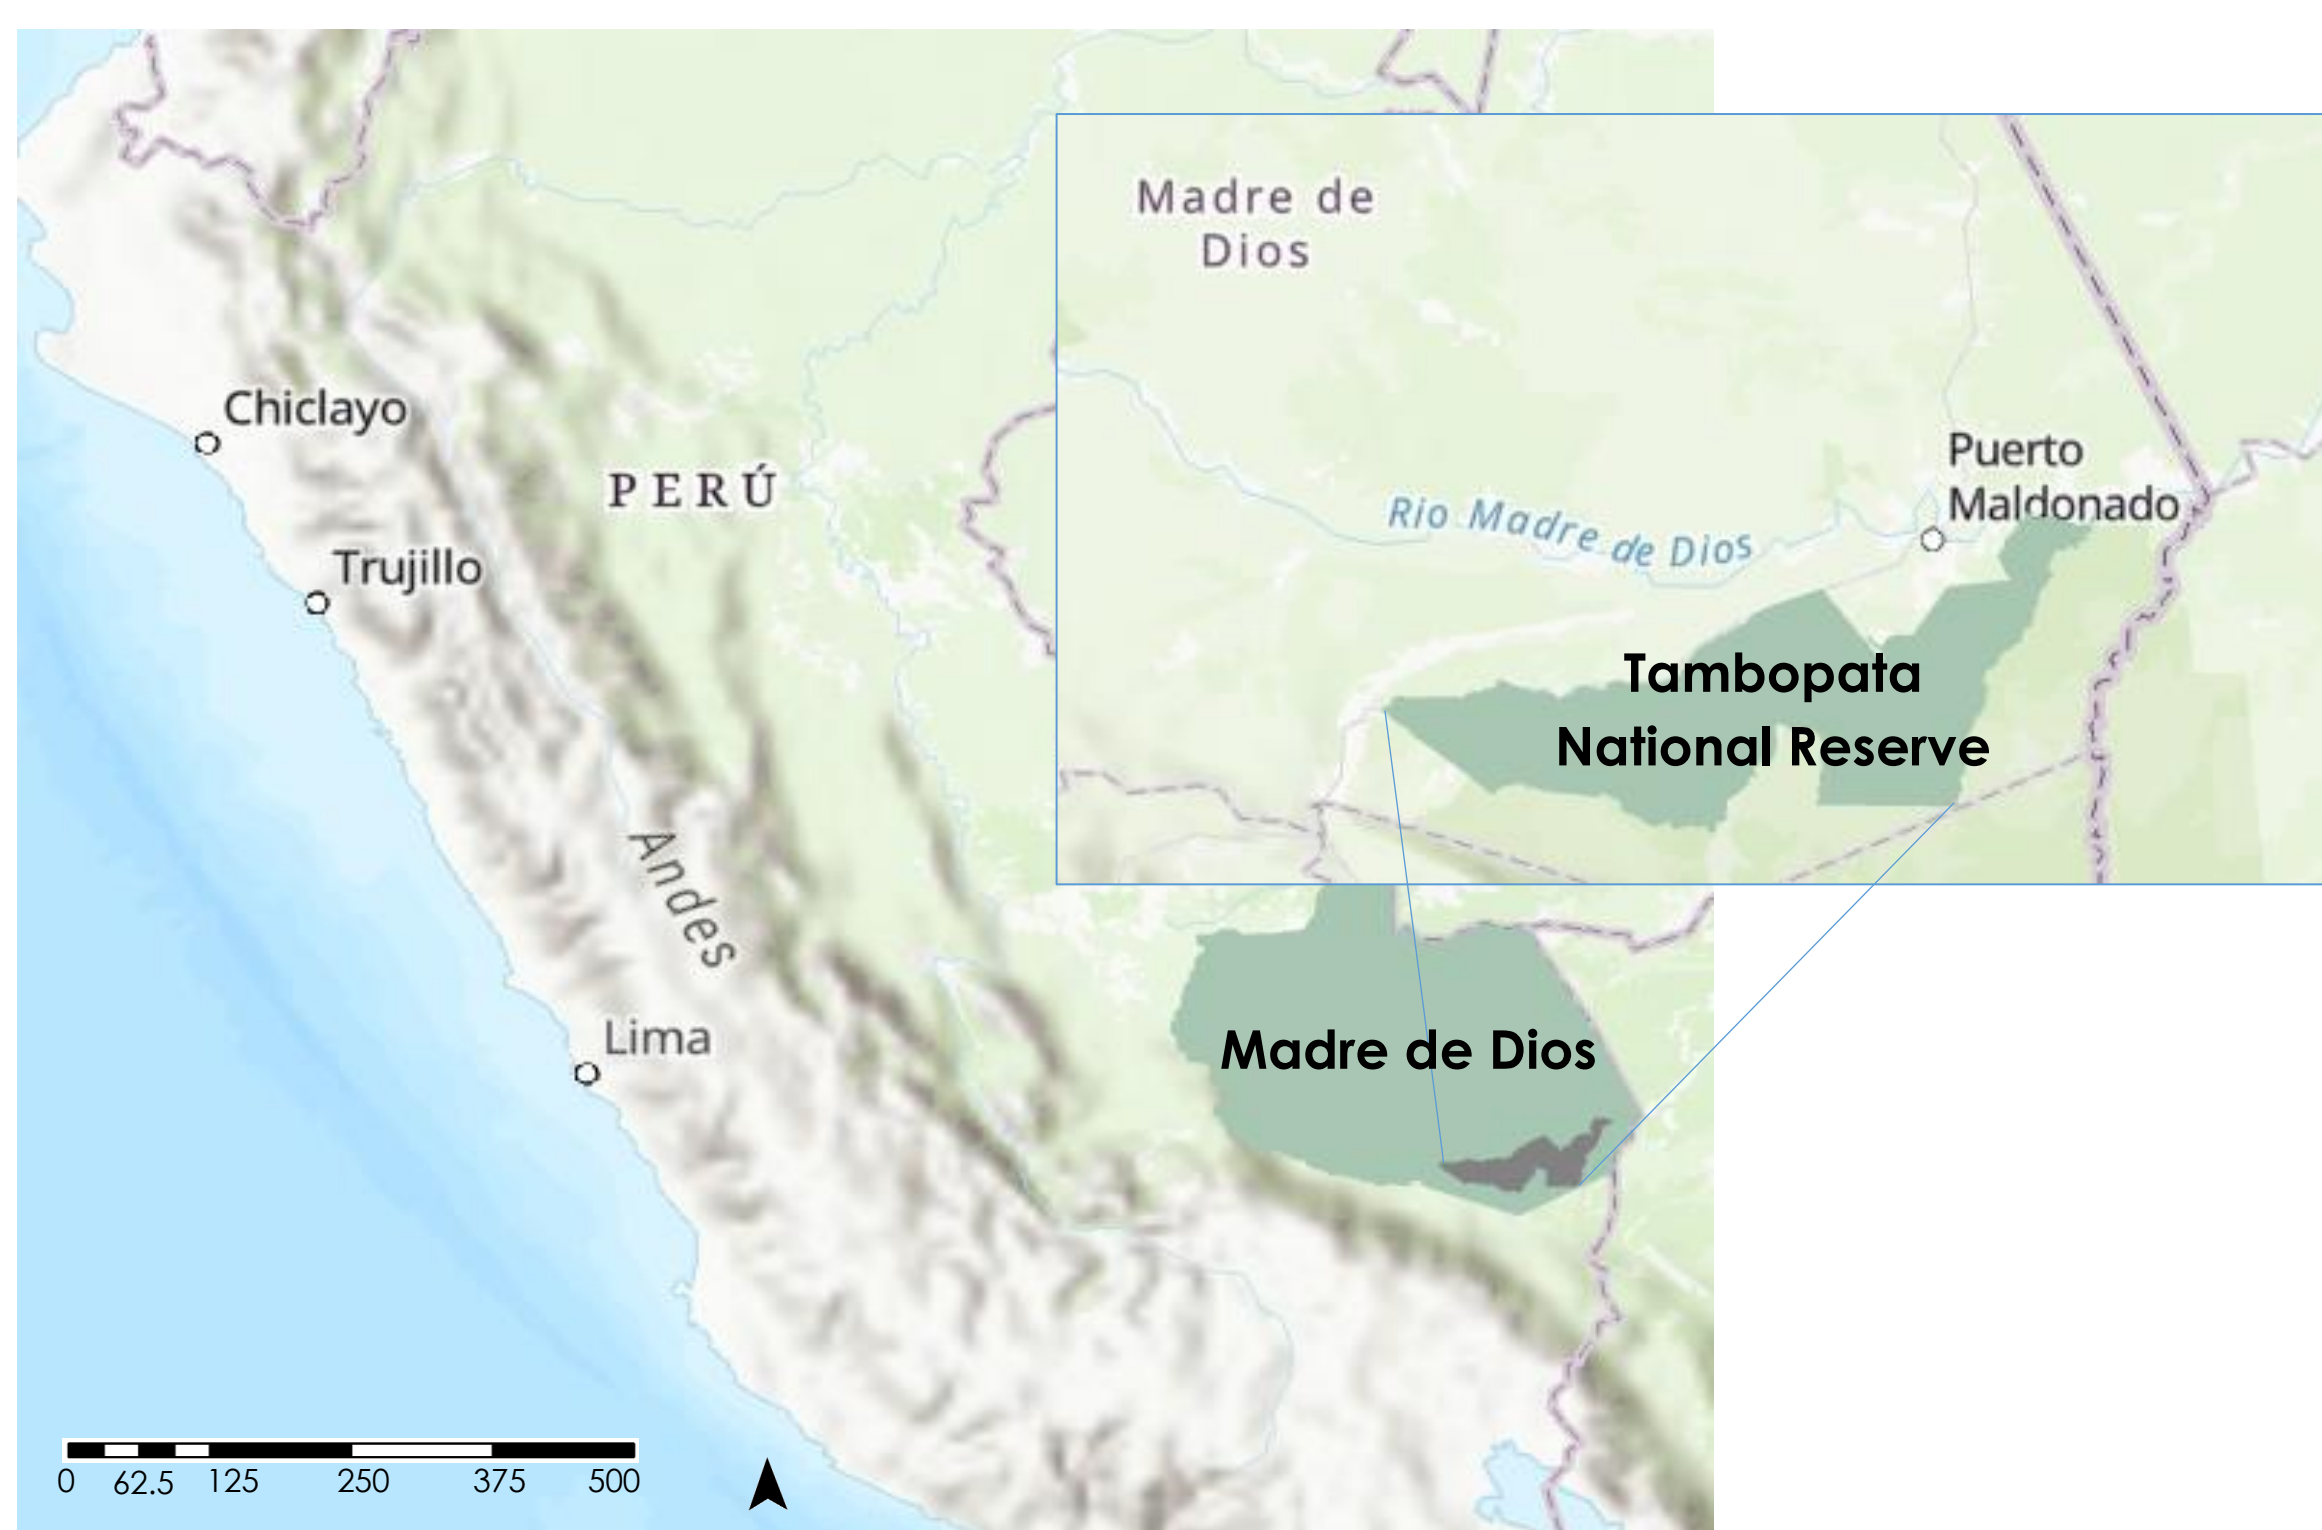 Madre de
Dios
Chiclayo
PERÚ
Puerto
Maldonado
Rio Madre de Dios
Trujillo
Tambopata
National Reserve
Andes
Lima
Madre de Dios
0 62.5 125 250 375 500